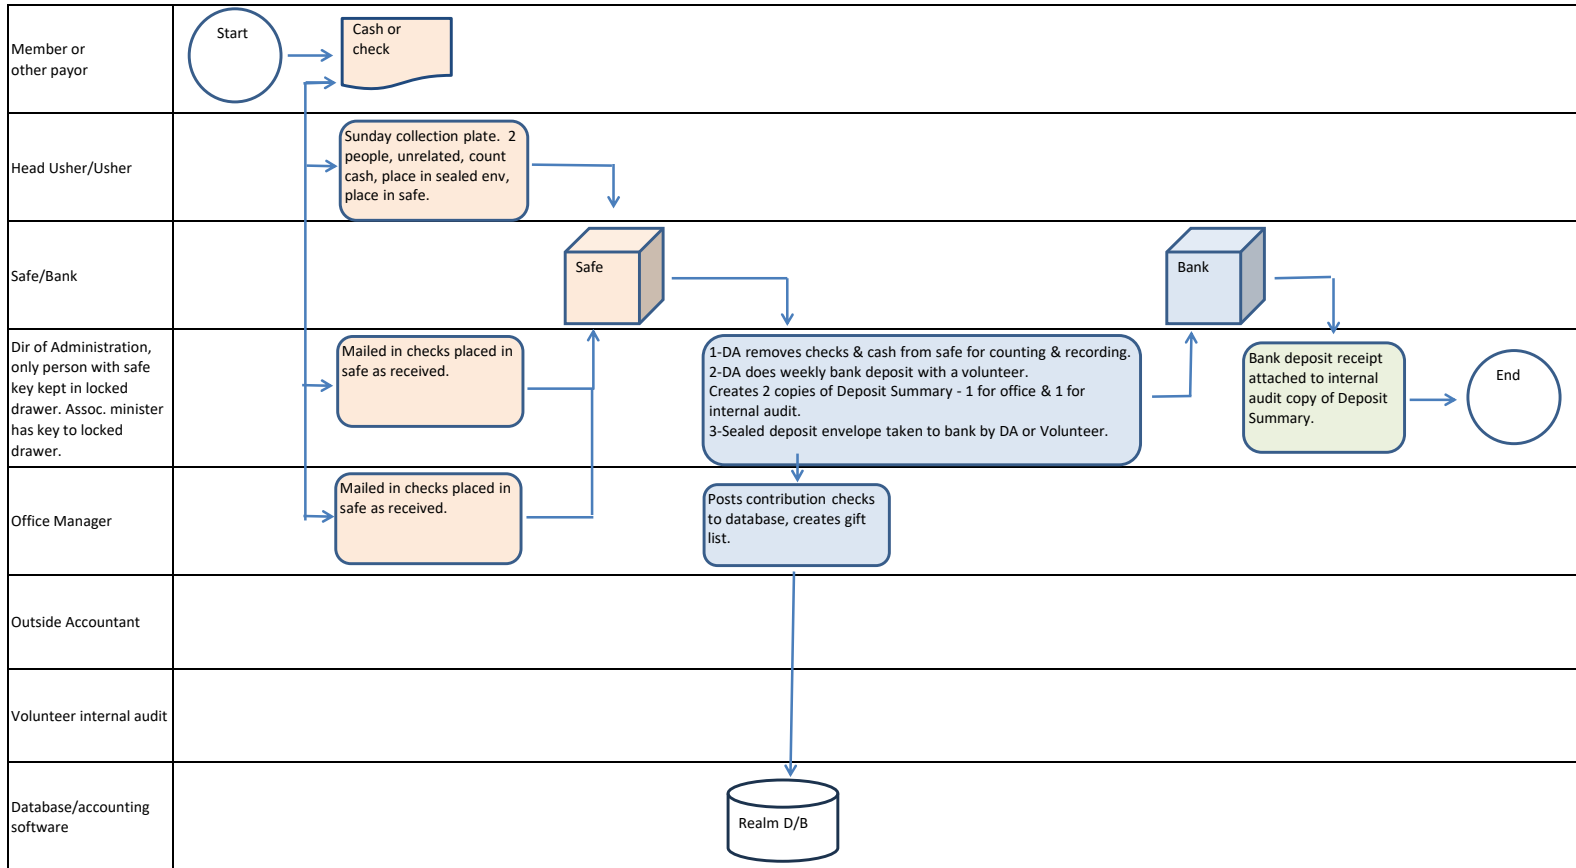 Member or
other payor
Start
Cash or
check
Head Usher/Usher
Sunday collection plate. 2
people, unrelated, count
cash, place in sealed env,
place in safe.
Safe/Bank
Safe
Bank
Dir of Administration,
only person with safe
key kept in locked
drawer. Assoc. minister
has key to locked
drawer.
Mailed in checks placed in
safe as received.
1-DA removes checks & cash from safe for counting & recording.
2-DA does weekly bank deposit with a volunteer.
Creates 2 copies of Deposit Summary - 1 for office & 1 for
internal audit.
3-Sealed deposit envelope taken to bank by DA or Volunteer.
Bank deposit receipt
attached to internal
audit copy of Deposit
Summary.
End
Office Manager
Mailed in checks placed in
safe as received.
Posts contribution checks
to database, creates gift
list.
Outside Accountant
Volunteer internal audit
Database/accounting
software
Realm D/B